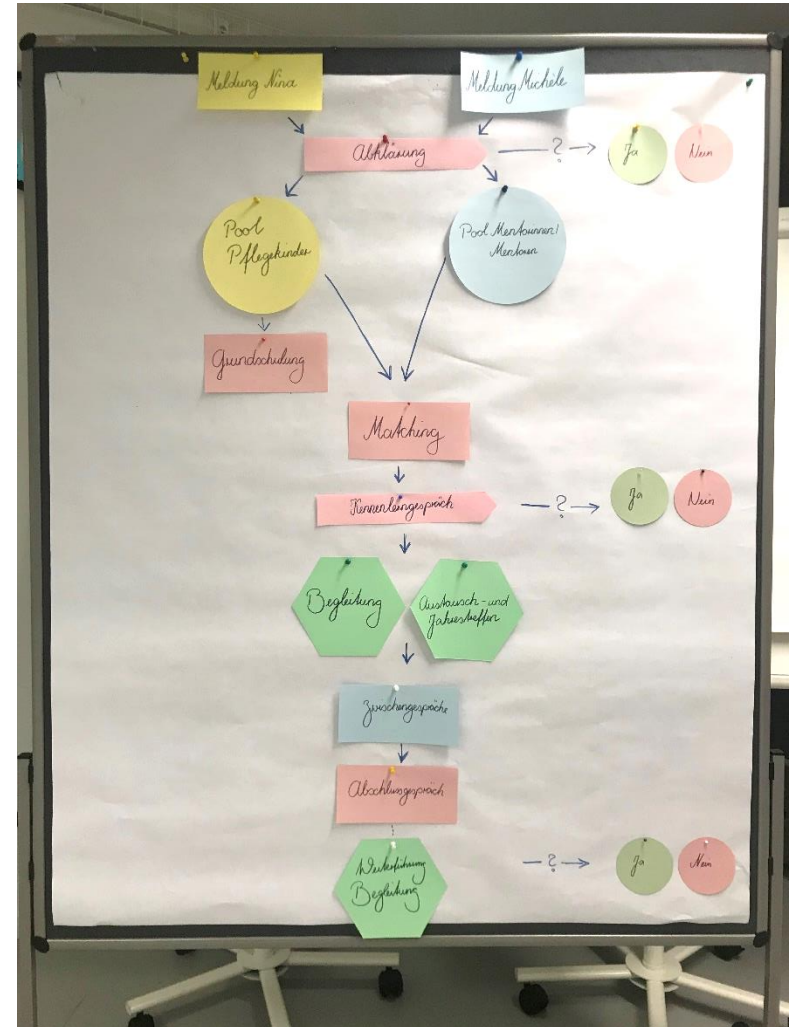 Meldung Nina
Meldung Michèle
Abklärung
?
Ja
Nein
Pool
Pflegekinder
Pool Mentorinnen/
Mentoren
Grundschulung
Matching
Kennenlerngespräch
?
Ja
Nein
Begleitung
Austausch- und
Jahrestreffen
Zwischengespräche
Abschlussgespräch
Weiterführung
Begleitung
?
Ja
Nein